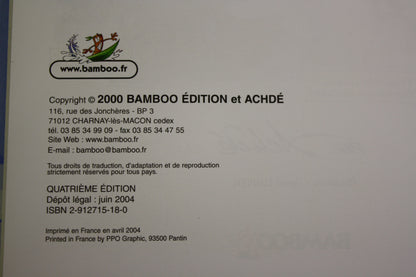 www.bamboo.fr
Copyright © 2000 BAMBOO ÉDITION et ACHDÉ
116, rue des Jonchères - BP 3
71012 CHARNAY-lès-MACON cedex
tél. 03 85 34 99 09 - fax 03 85 34 47 55
Site Web : www.bamboo.fr
E-mail : bamboo@bamboo.fr
Tous droits de traduction, d'adaptation et de reproduction
strictement réservés pour tous pays.
QUATRIÈME ÉDITION
Dépôt légal : juin 2004
ISBN 2-912715-18-0
Imprimé en France en avril 2004
Printed in France by PPO Graphic, 93500 Pantin